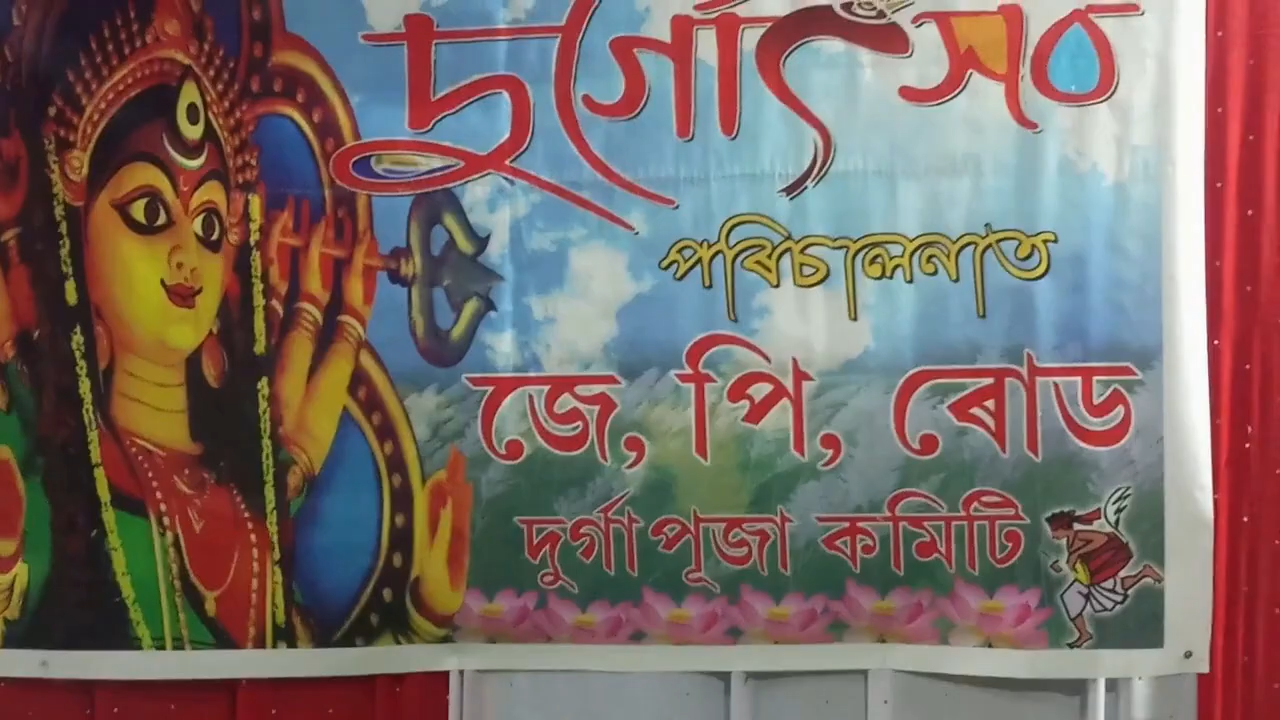 দুৰ্গোৎসৱ
পৰিচালনাত
জে, পি, ৰোড
দুৰ্গা পূজা কমিটি